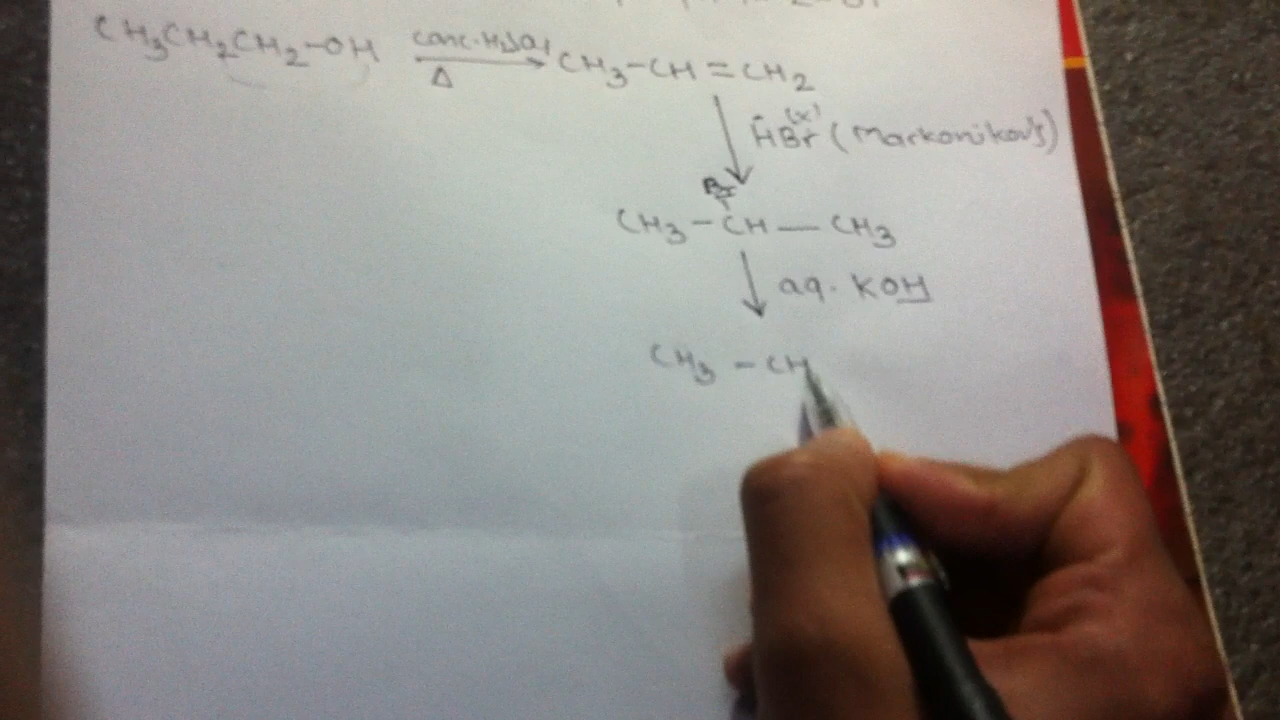 CH3CH2CH2-OH conc. H2SO4 Δ CH3-CH=CH2
HBr (x) (Markonikov's)
Br
CH3-CH-CH3
aq. KOH
CH3-CH